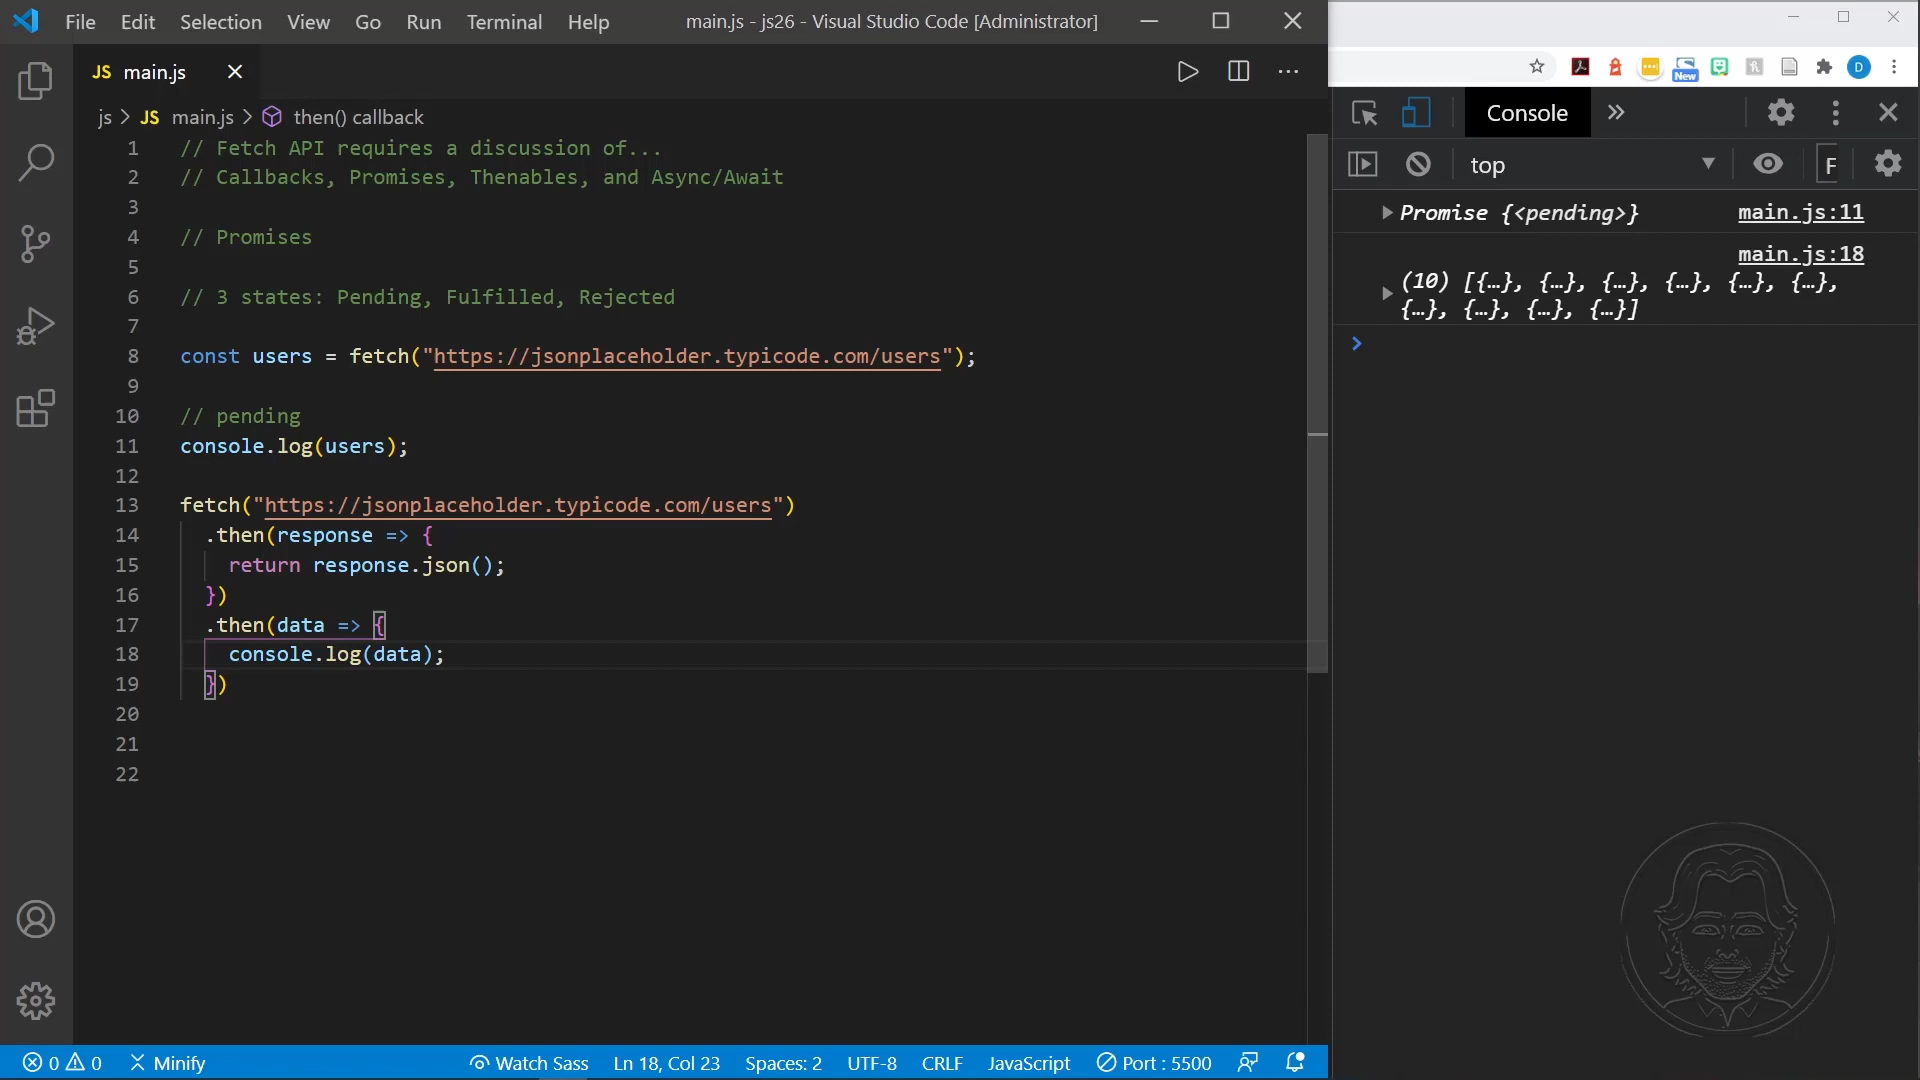 File Edit Selection View Go Run Terminal Help main.js - js26 - Visual Studio Code [Administrator]
JS main.js
js > JS main.js > then() callback
1 // Fetch API requires a discussion of...
2 // Callbacks, Promises, Thenables, and Async/Await
3
4 // Promises
5
6 // 3 states: Pending, Fulfilled, Rejected
7
8 const users = fetch("https://jsonplaceholder.typicode.com/users");
9
10 // pending
11 console.log(users);
12
13 fetch("https://jsonplaceholder.typicode.com/users")
14 .then(response => {
15 return response.json();
16 })
17 .then(data => {
18 console.log(data);
19 })
20
21
22
0 0 Minify Watch Sass Ln 18, Col 23 Spaces: 2 UTF-8 CRLF JavaScript Port : 5500
New D
Console
top F
Promise {<pending>} main.js:11
main.js:18
(10) [{…}, {…}, {…}, {…}, {…}, {…},
{…}, {…}, {…}, {…}]